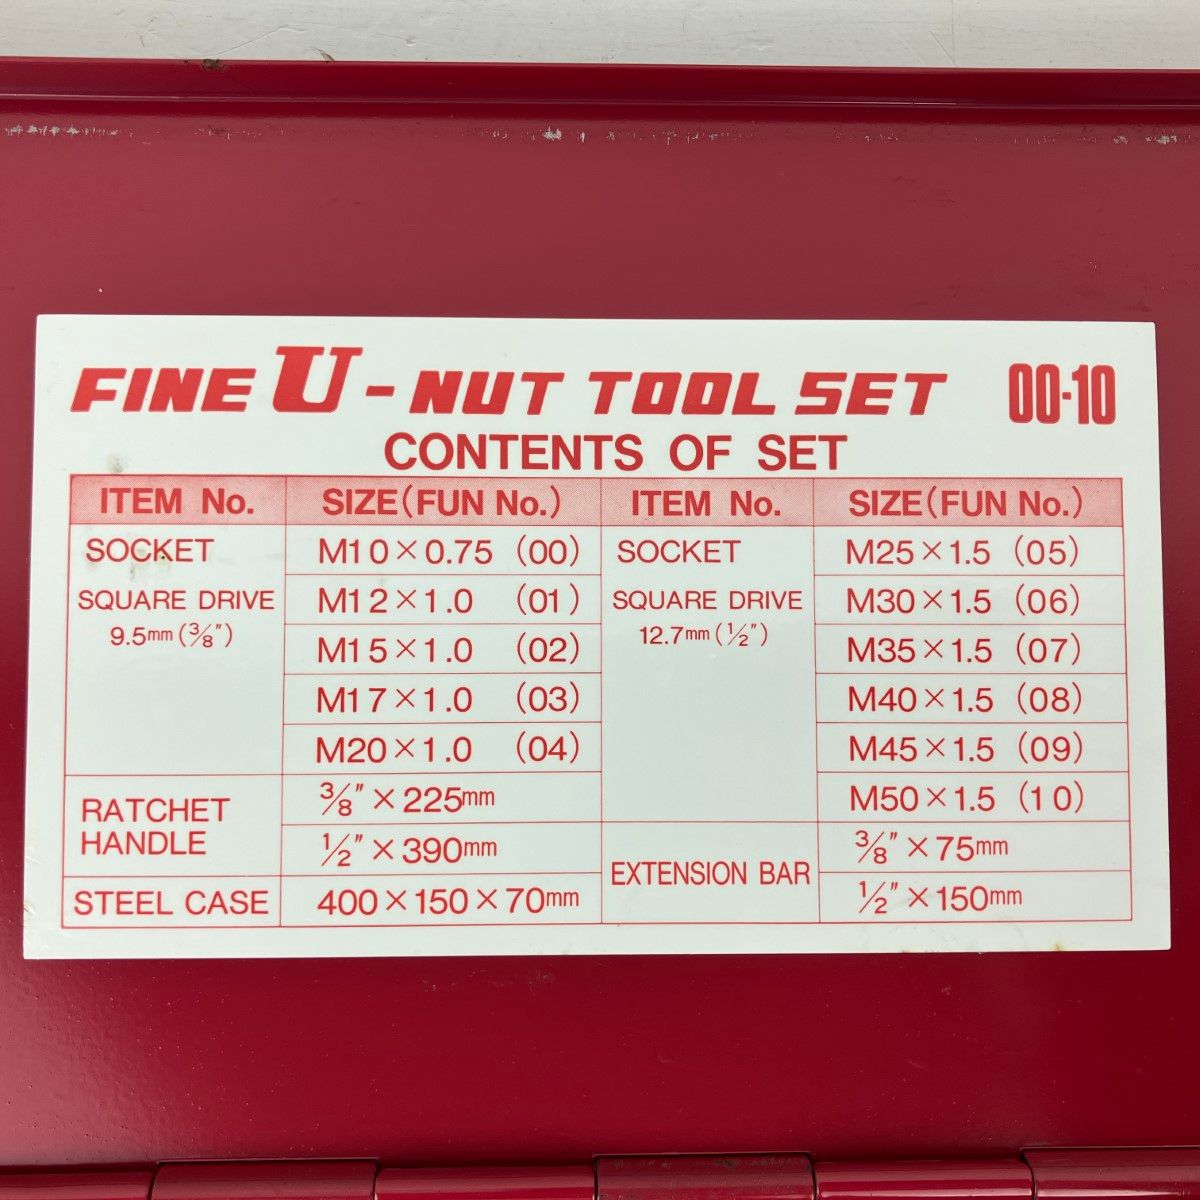 FINE U-NUT TOOL SET 00-10
CONTENTS OF SET
ITEM No. SIZE(FUN No.) ITEM No. SIZE(FUN No.)
SOCKET M10×0.75 (00) SOCKET M25×1.5 (05)
SQUARE DRIVE M12×1.0 (01) SQUARE DRIVE M30×1.5 (06)
9.5mm(3/8") M15×1.0 (02) 12.7mm(1/2") M35×1.5 (07)
M17×1.0 (03) M40×1.5 (08)
M20×1.0 (04) M45×1.5 (09)
RATCHET 3/8"×225mm M50×1.5 (10)
HANDLE 1/2"×390mm EXTENSION BAR 3/8"×75mm
STEEL CASE 400×150×70mm 1/2"×150mm